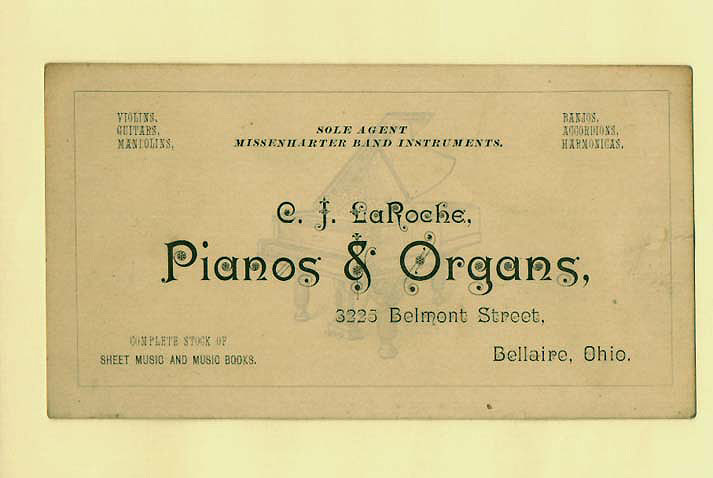 VIOLINS,
GUITARS,
MANDOLINS,
SOLE AGENT
MISSENHARTER BAND INSTRUMENTS.
BANJOS,
ACCORDIONS,
HARMONICAS.
C. J. LaRoche,
Pianos & Organs,
3225 Belmont Street,
Bellaire, Ohio.
COMPLETE STOCK OF
SHEET MUSIC AND MUSIC BOOKS.